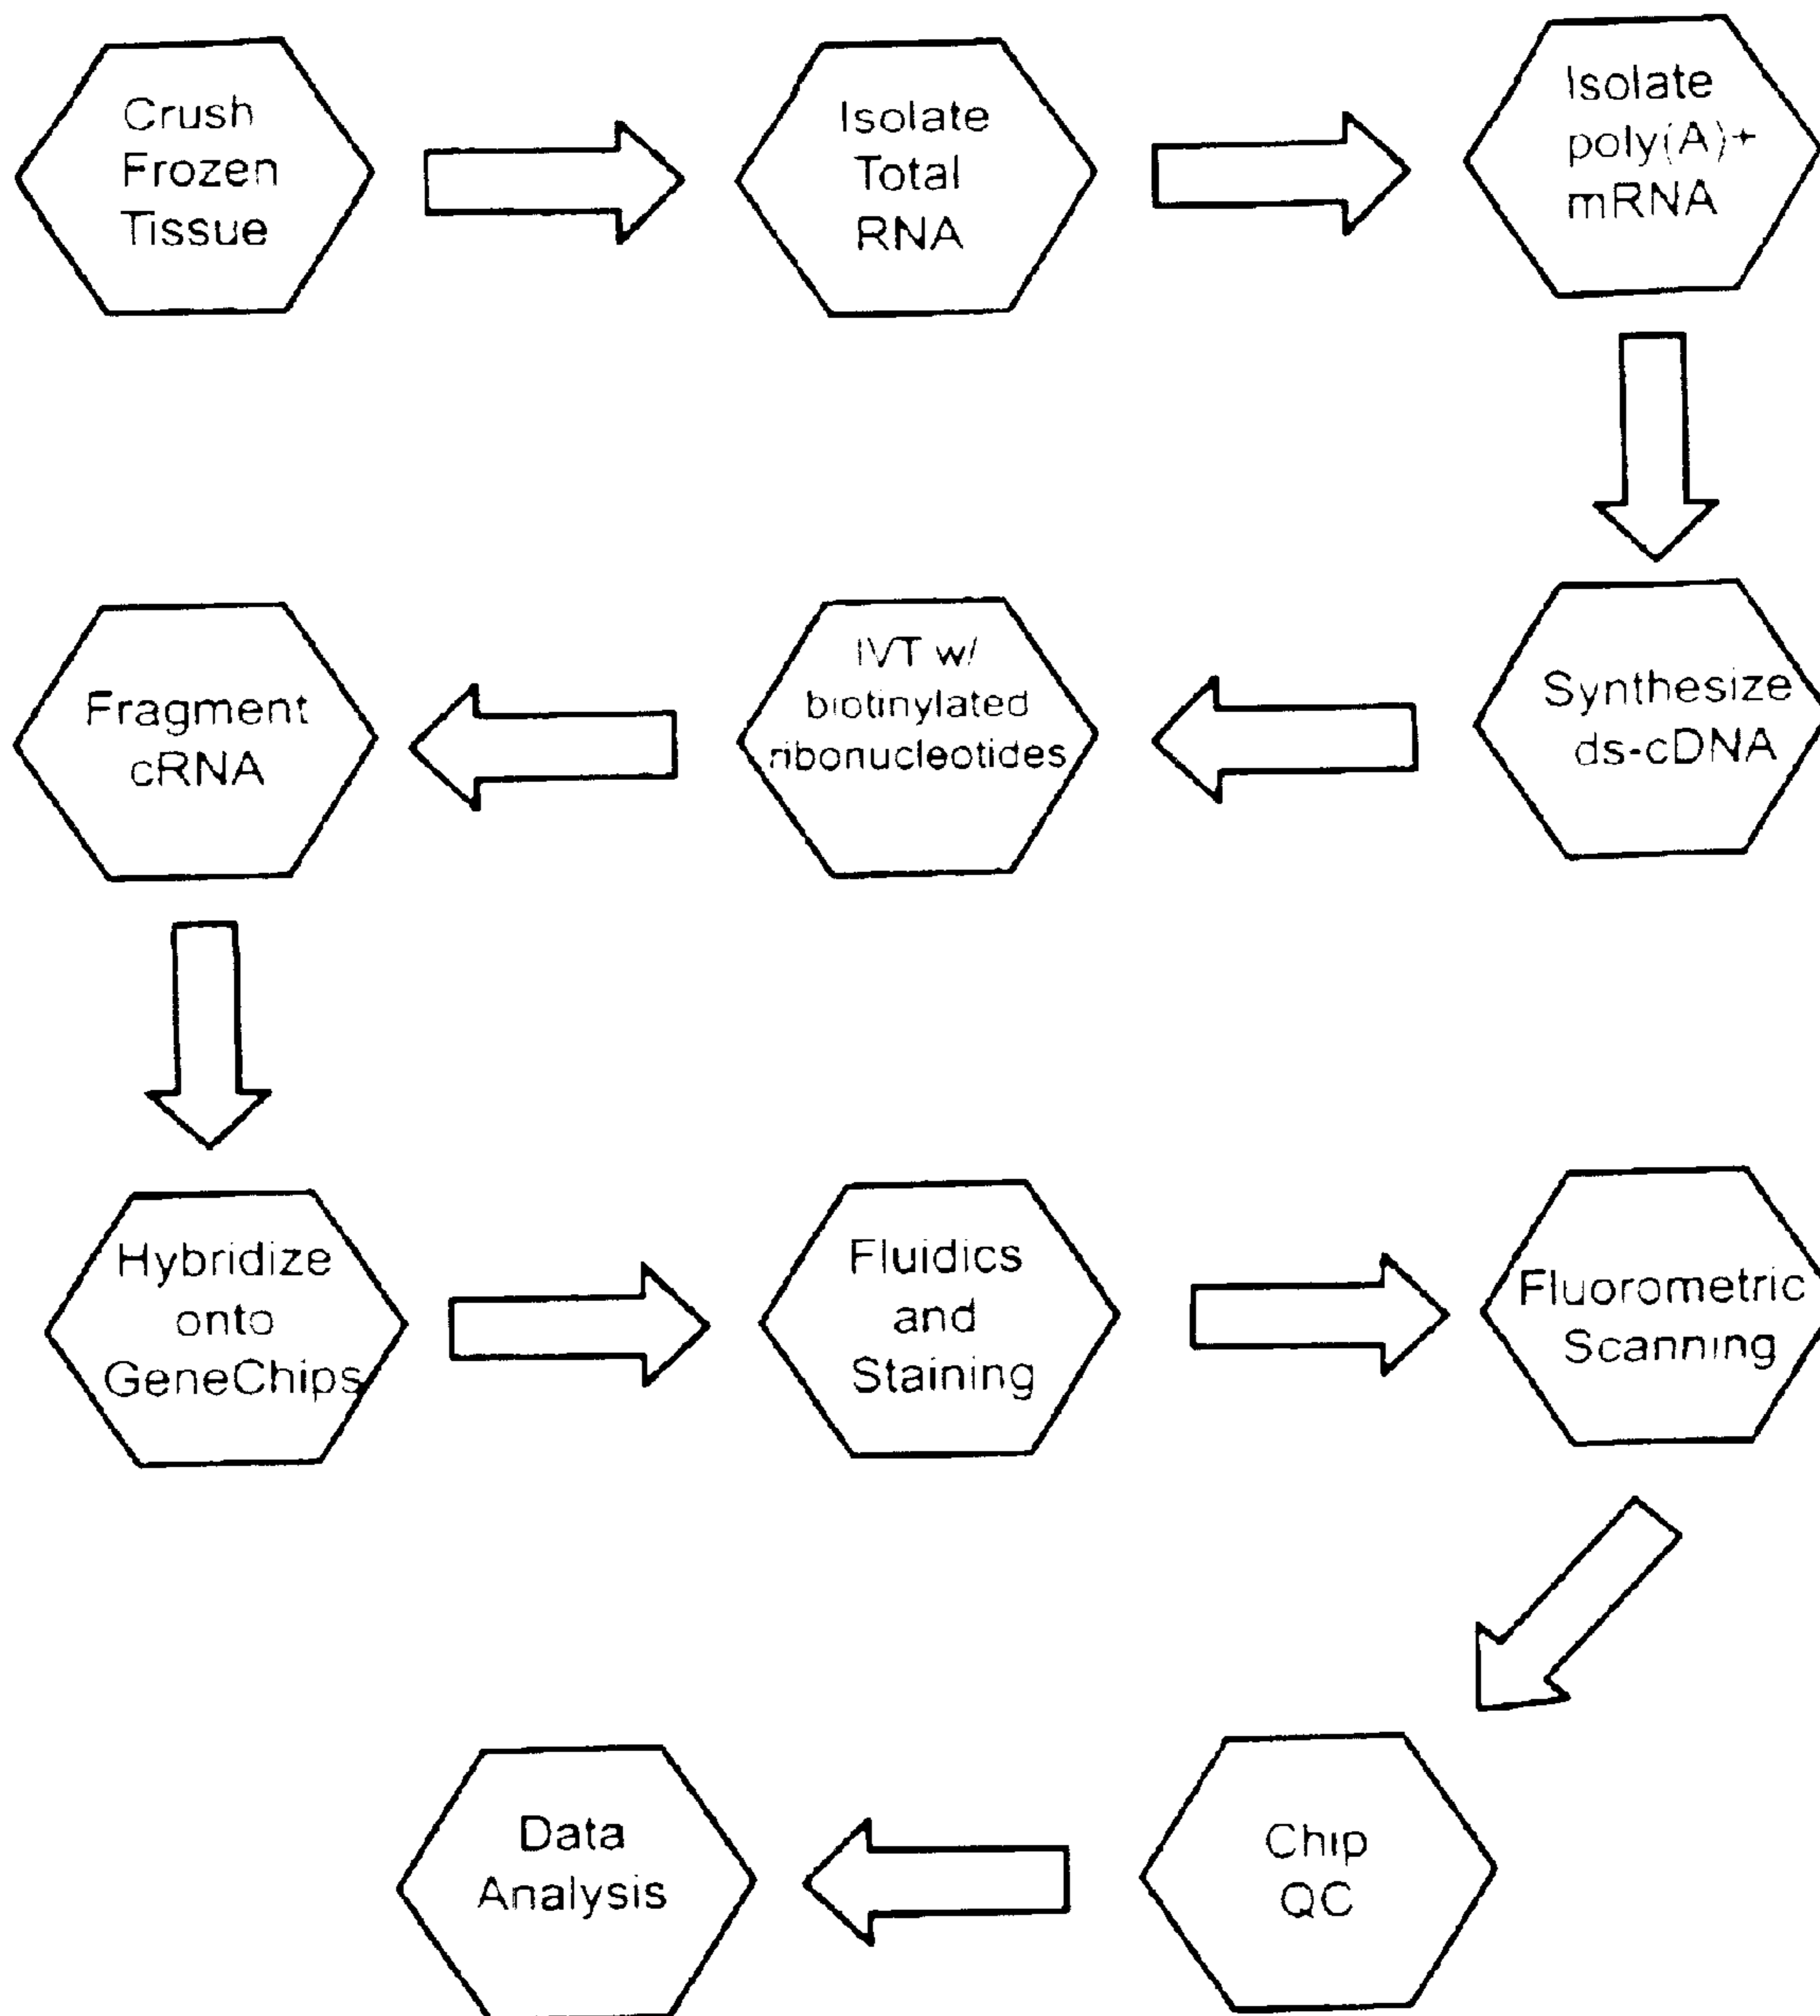 Crush
Frozen
Tissue
Isolate
Total
RNA
Isolate
poly(A)+
mRNA
Synthesize
ds-cDNA
IVT w/
biotinylated
ribonucleotides
Fragment
cRNA
Hybridize
onto
GeneChips
Fluidics
and
Staining
Fluorometric
Scanning
Chip
QC
Data
Analysis